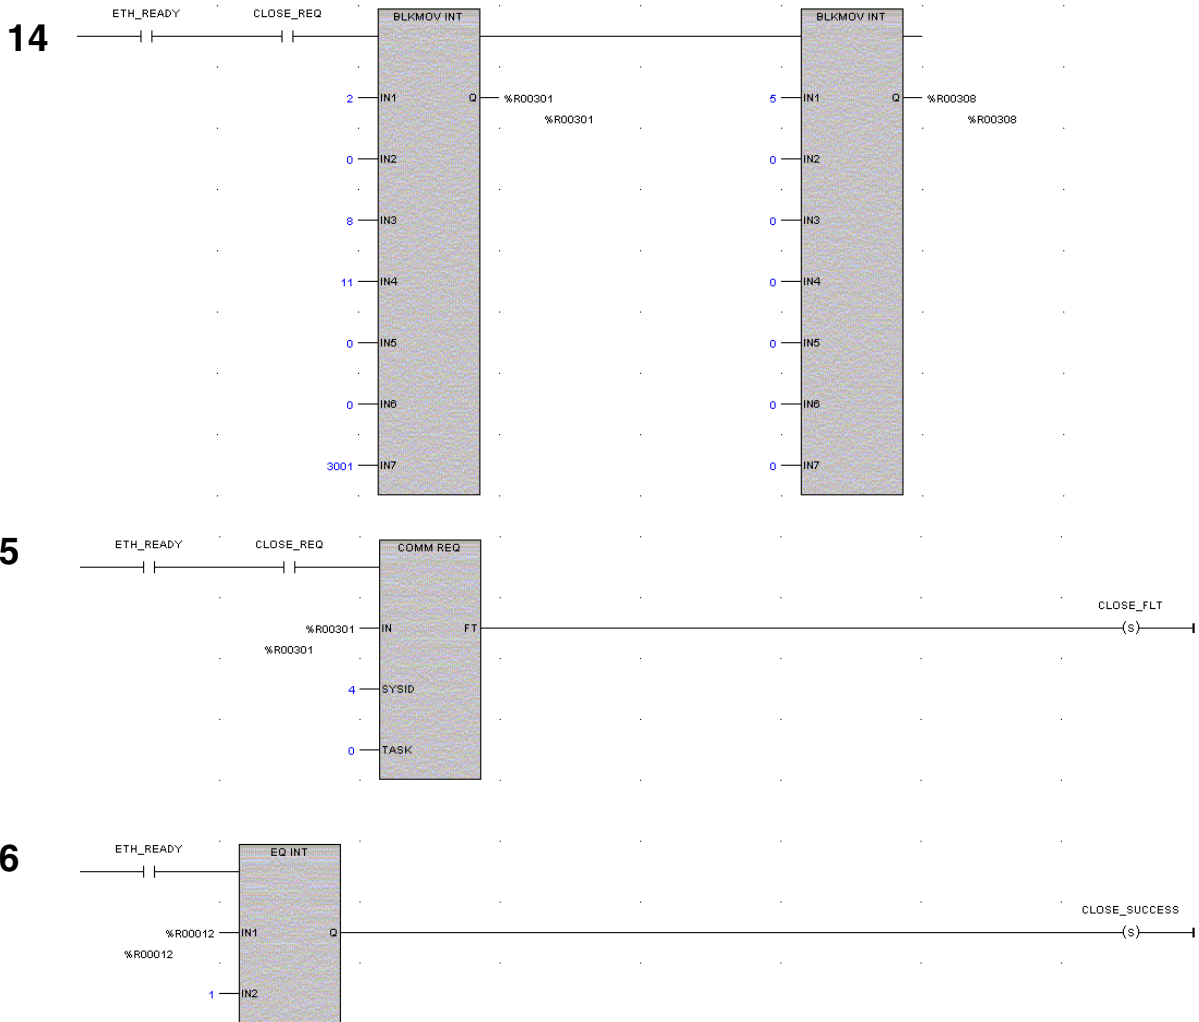 ETH_READY CLOSE_REQ BLKMOV INT BLKMOV INT
14
2 IN1 Q %R00301 5 IN1 Q %R00308
%R00301 %R00308
0 IN2 0 IN2
8 IN3 0 IN3
11 IN4 0 IN4
0 IN5 0 IN5
0 IN6 0 IN6
3001 IN7 0 IN7
5
ETH_READY CLOSE_REQ COMM REQ
CLOSE_FLT
%R00301 IN FT (S)
%R00301
4 SYSID
0 TASK
6
ETH_READY EQ INT
CLOSE_SUCCESS
%R00012 IN1 Q (S)
%R00012
1 IN2